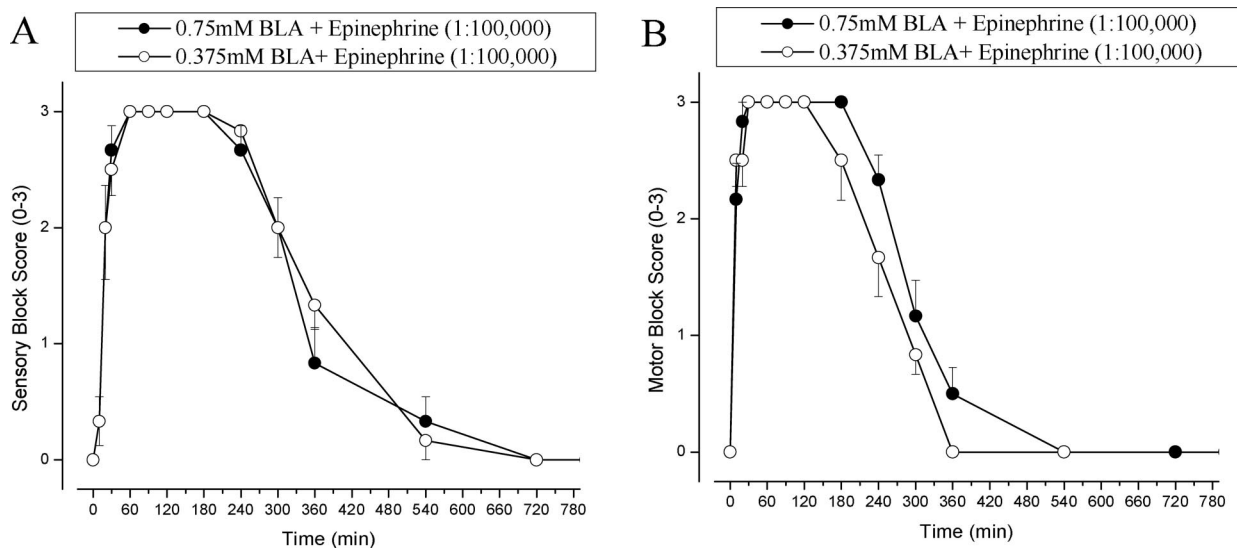 A
0.75mM BLA + Epinephrine (1:100,000)
0.375mM BLA+ Epinephrine (1:100,000)
Sensory Block Score (0-3)
3
2
1
0
0 60 120 180 240 300 360 420 480 540 600 660 720 780
Time (min)
B
0.75mM BLA + Epinephrine (1:100,000)
0.375mM BLA+ Epinephrine (1:100,000)
Motor Block Score (0-3)
3
2
1
0
0 60 120 180 240 300 360 420 480 540 600 660 720 780
Time (min)